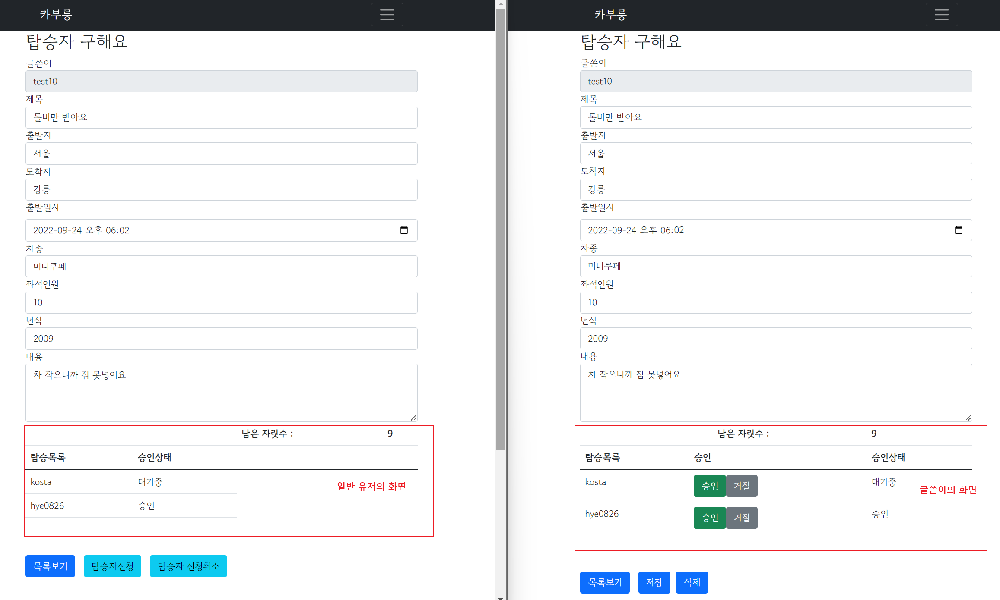 카부릉
탑승자 구해요
글쓴이
test10
제목
톨비만 받아요
출발지
서울
도착지
강릉
출발일시
2022-09-24 오후 06:02
차종
미니쿠페
좌석인원
10
년식
2009
내용
차 작으니까 짐 못넣어요
남은 자릿수 : 9
탑승목록 승인상태
kosta 대기중
일반 유저의 화면
hye0826 승인
목록보기 탑승자신청 탑승자 신청취소
카부릉
탑승자 구해요
글쓴이
test10
제목
톨비만 받아요
출발지
서울
도착지
강릉
출발일시
2022-09-24 오후 06:02
차종
미니쿠페
좌석인원
10
년식
2009
내용
차 작으니까 짐 못넣어요
남은 자릿수 : 9
탑승목록 승인 승인상태
kosta 승인 거절 대기중
글쓴이의 화면
hye0826 승인 거절 승인
목록보기 저장 삭제